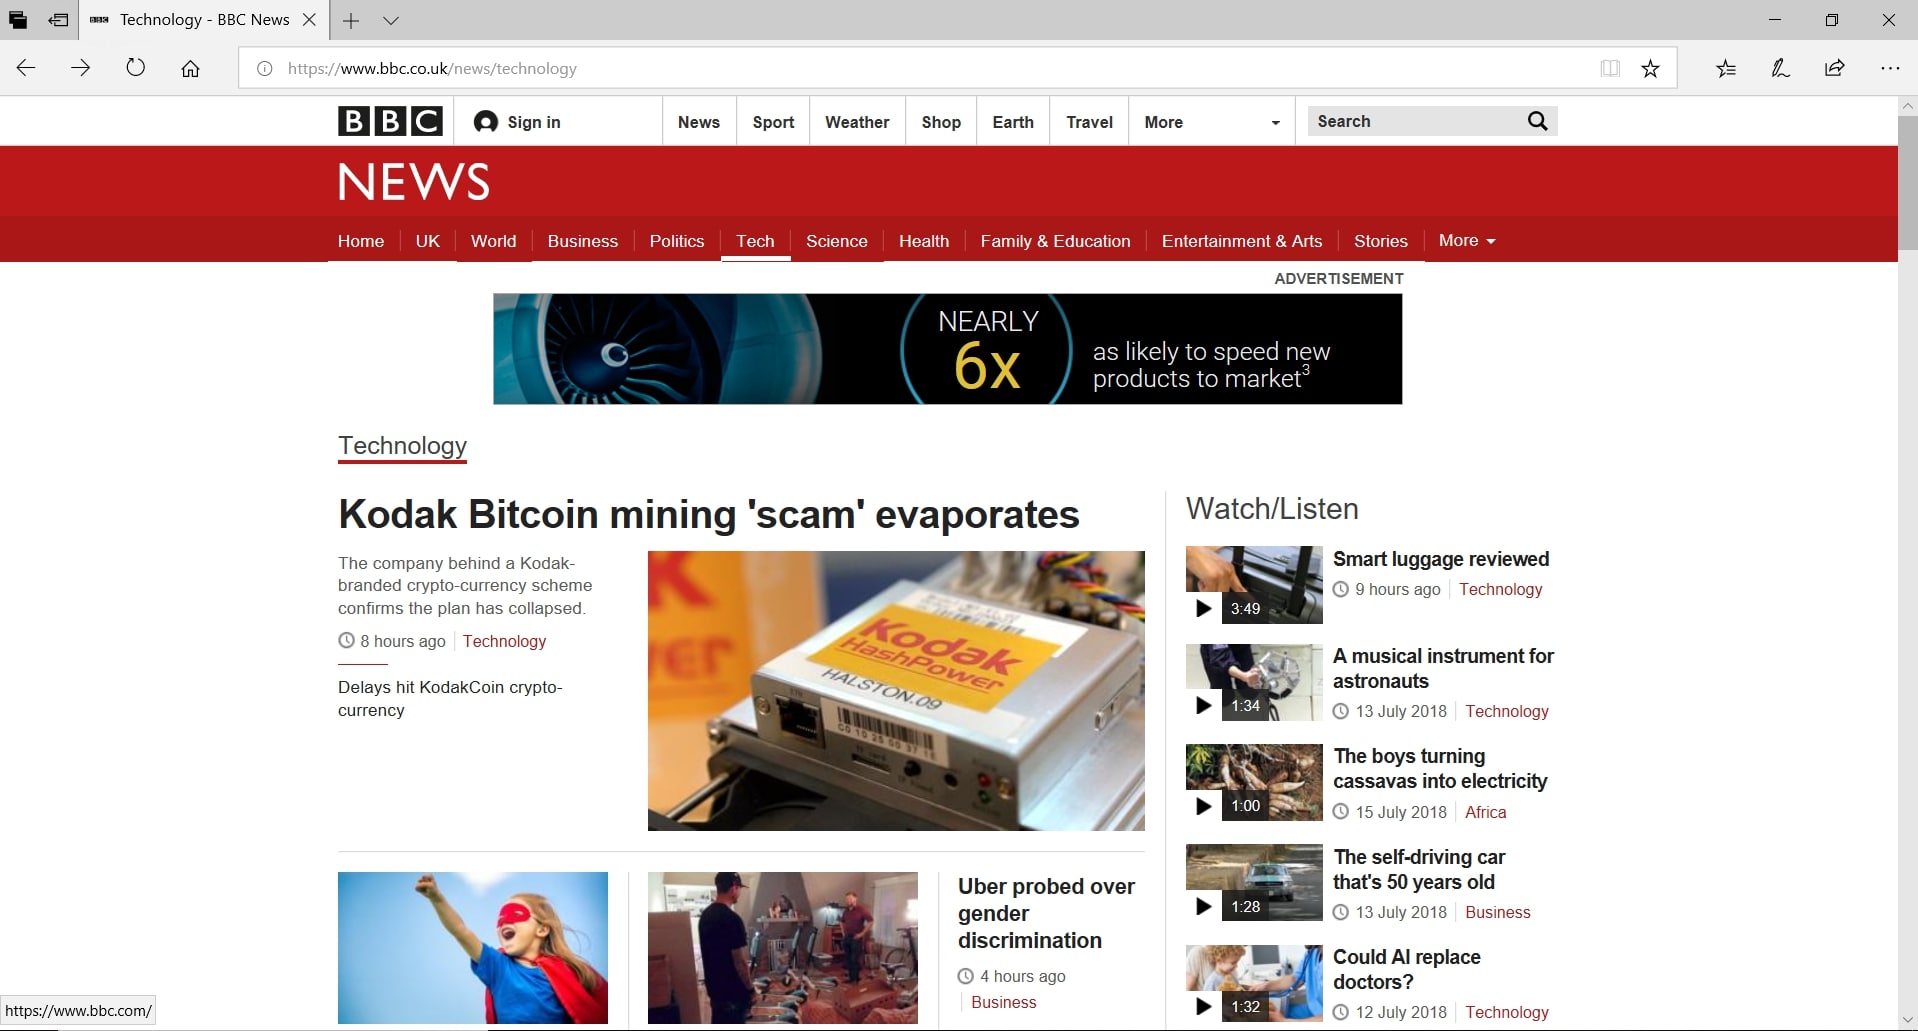 Technology - BBC News
https://www.bbc.co.uk/news/technology
BBC
Sign in
News
Sport
Weather
Shop
Earth
Travel
More
Search
NEWS
Home
UK
World
Business
Politics
Tech
Science
Health
Family & Education
Entertainment & Arts
Stories
More
ADVERTISEMENT
NEARLY
6x
as likely to speed new
products to market3
Technology
Kodak Bitcoin mining 'scam' evaporates
The company behind a Kodak-
branded crypto-currency scheme
confirms the plan has collapsed.
8 hours ago
Technology
Delays hit KodakCoin crypto-
currency
Kodak
HashPower
HALSTON.09
Watch/Listen
3:49
Smart luggage reviewed
9 hours ago
Technology
1:34
A musical instrument for
astronauts
13 July 2018
Technology
1:00
The boys turning
cassavas into electricity
15 July 2018
Africa
1:28
The self-driving car
that's 50 years old
13 July 2018
Business
1:32
Could AI replace
doctors?
12 July 2018
Technology
Uber probed over
gender
discrimination
4 hours ago
Business
https://www.bbc.com/